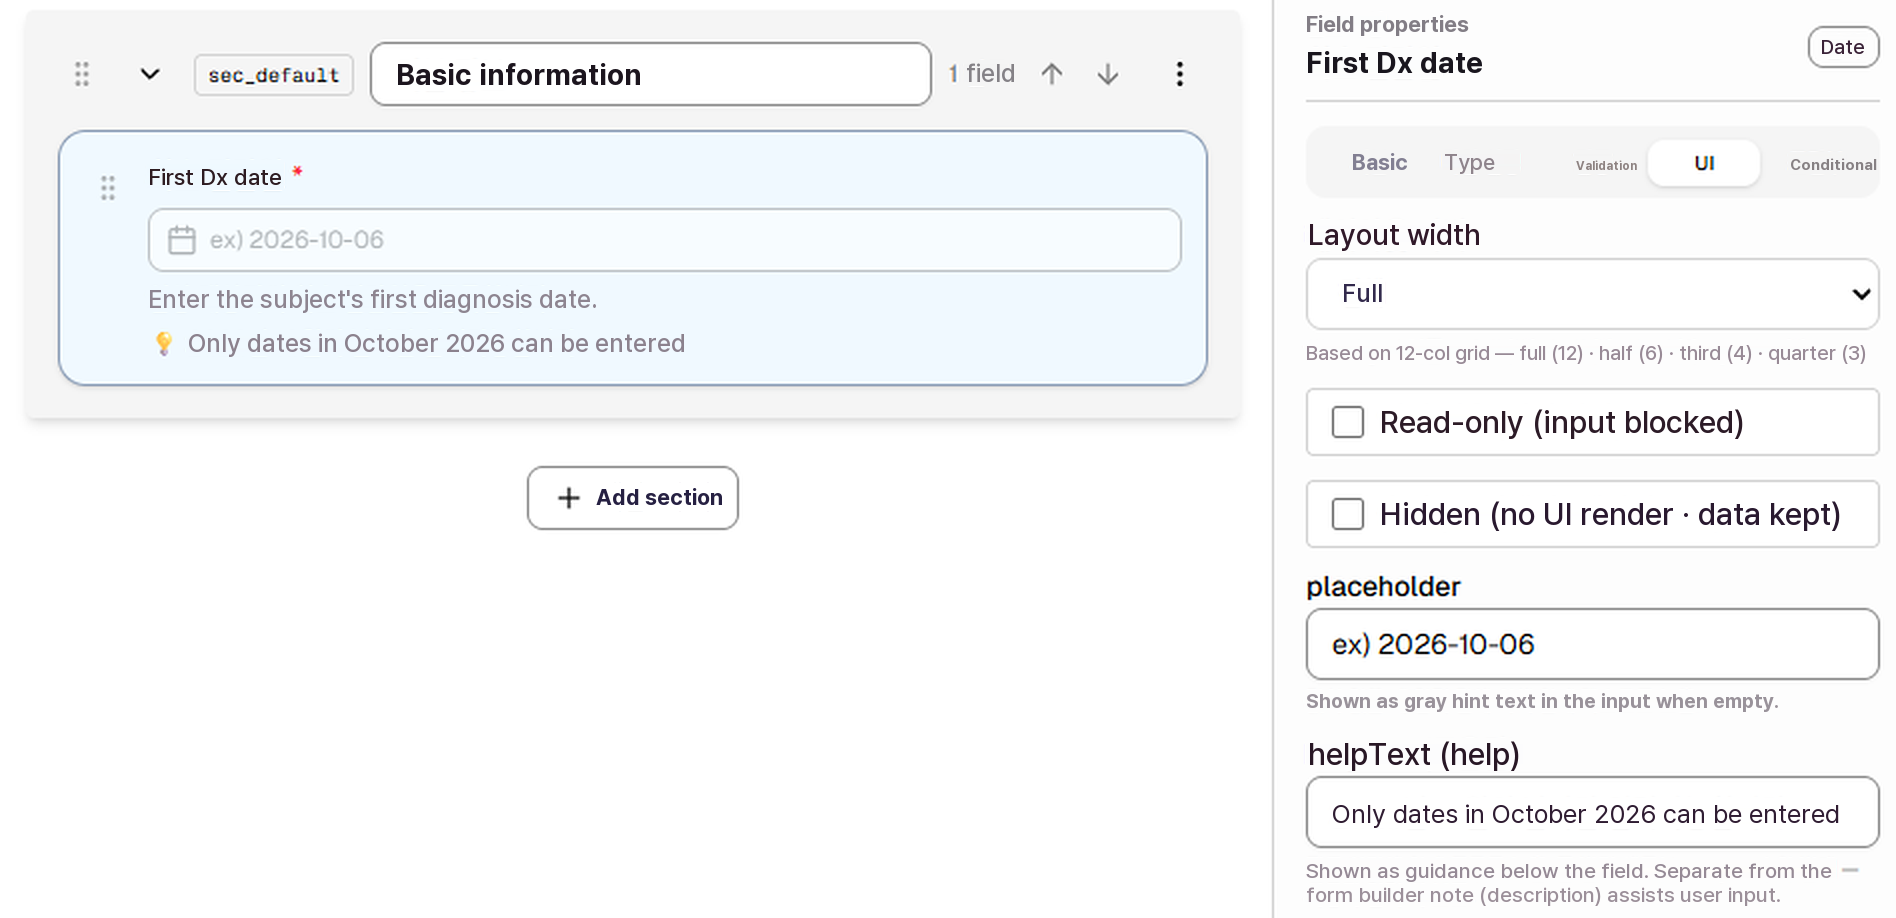 sec_default
Basic information
1 field
First Dx date *
ex) 2026-10-06
Enter the subject's first diagnosis date.
Only dates in October 2026 can be entered
Add section
Field properties
First Dx date
Date
Basic Type Validation UI Conditional
Layout width
Full
Based on 12-col grid — full (12) · half (6) · third (4) · quarter (3)
Read-only (input blocked)
Hidden (no UI render · data kept)
placeholder
ex) 2026-10-06
Shown as gray hint text in the input when empty.
helpText (help)
Only dates in October 2026 can be entered
Shown as guidance below the field. Separate from the —
form builder note (description) assists user input.